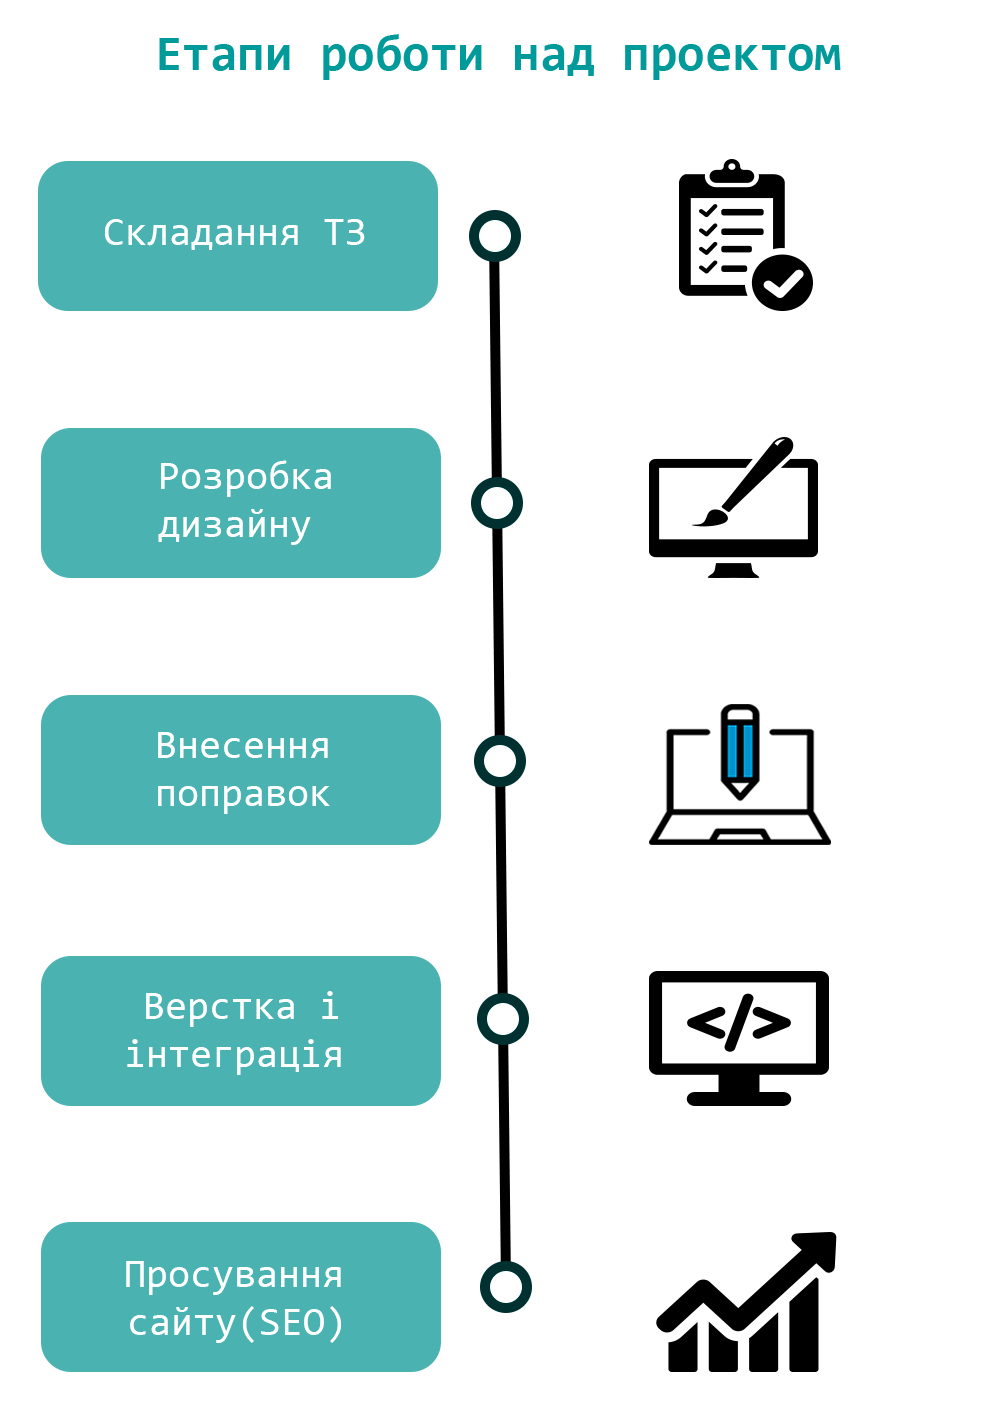 Етапи роботи над проектом
Складання ТЗ
Розробка
дизайну
Внесення
поправок
Верстка і
інтеграція
Просування
сайту(SEO)